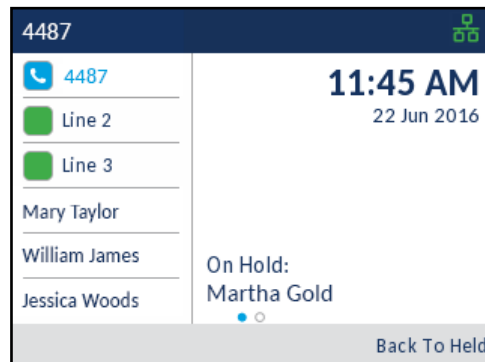 4487
4487
Line 2
Line 3
Mary Taylor
William James
Jessica Woods
11:45 AM
22 Jun 2016
On Hold:
Martha Gold
Back To Held